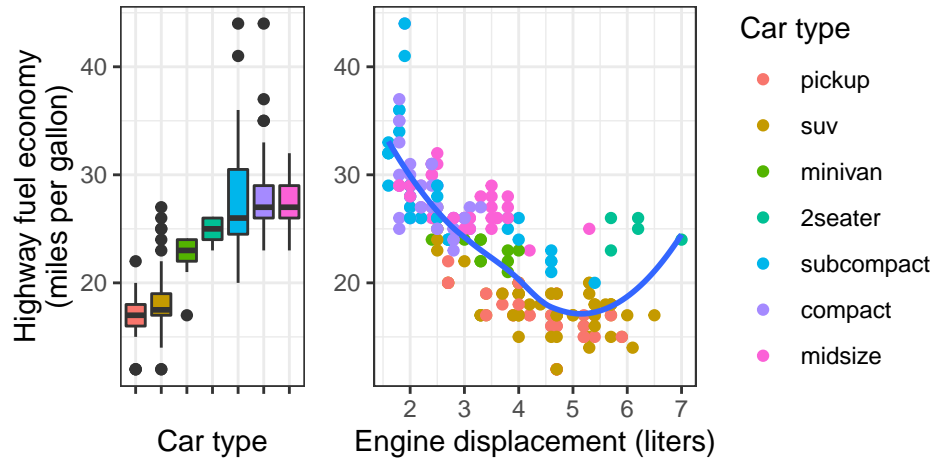 Highway fuel economy
(miles per gallon)
40
30
20
Car type
40
30
20
2 3 4 5 6 7
Engine displacement (liters)
Car type
pickup
suv
minivan
2seater
subcompact
compact
midsize